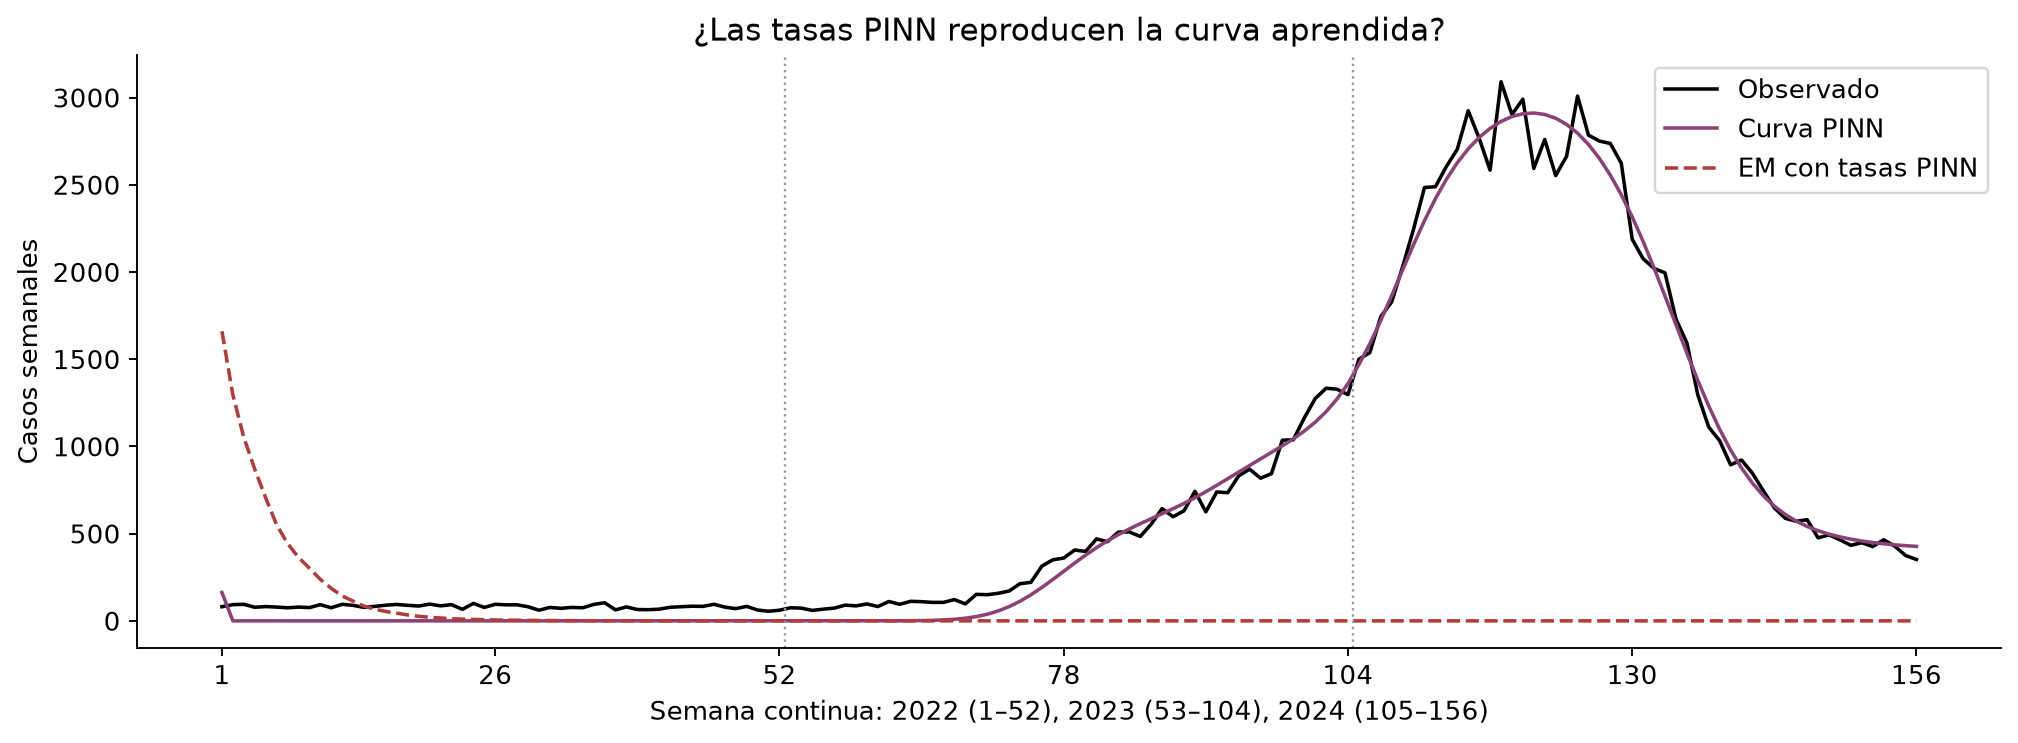 ¿Las tasas PINN reproducen la curva aprendida?
Observado
Curva PINN
EM con tasas PINN
Casos semanales
3000
2500
2000
1500
1000
500
0
1 26 52 78 104 130 156
Semana continua: 2022 (1–52), 2023 (53–104), 2024 (105–156)